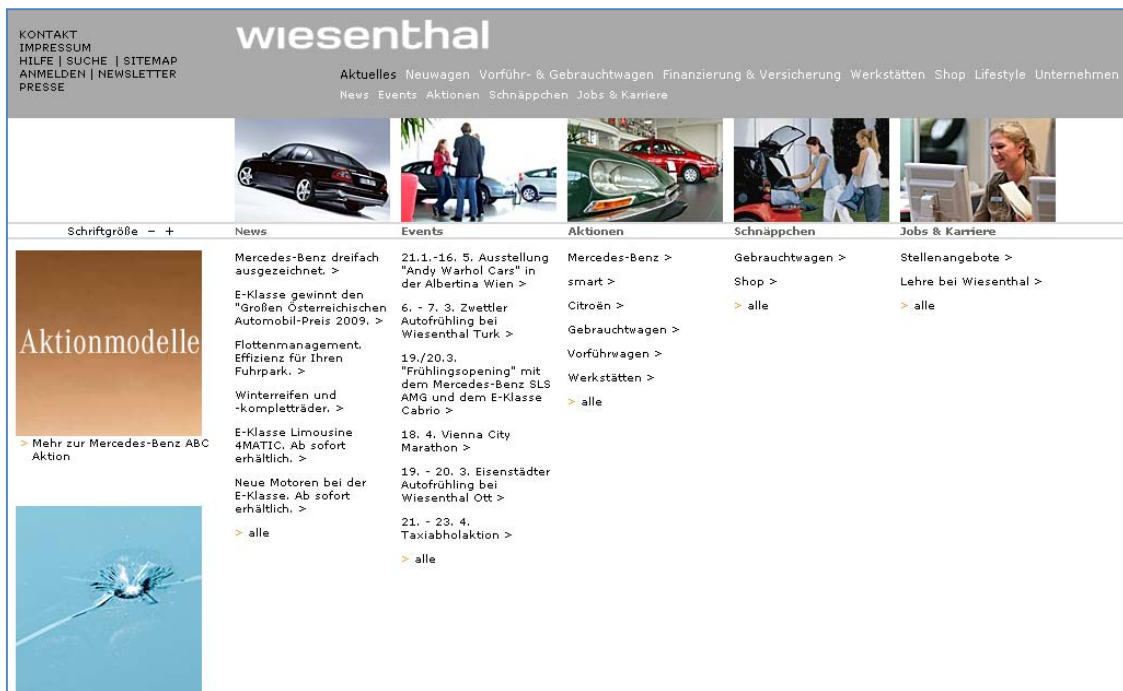 KONTAKT
IMPRESSUM
HILFE | SUCHE | SITEMAP
ANMELDEN | NEWSLETTER
PRESSE
wiesenthal
Aktuelles Neuwagen Vorführ- & Gebrauchtwagen Finanzierung & Versicherung Werkstätten Shop Lifestyle Unternehmen
News Events Aktionen Schnäppchen Jobs & Karriere
Schriftgröße - +
Aktionmodelle
> Mehr zur Mercedes-Benz ABC
Aktion
News
Mercedes-Benz dreifach
ausgezeichnet. >
E-Klasse gewinnt den
"Großen Österreichischen
Automobil-Preis 2009. >
Flottenmanagement.
Effizienz für Ihren
Fuhrpark. >
Winterreifen und
-kompletträder. >
E-Klasse Limousine
4MATIC. Ab sofort
erhältlich. >
Neue Motoren bei der
E-Klasse. Ab sofort
erhältlich. >
> alle
Events
21.1.-16. 5. Ausstellung
"Andy Warhol Cars" in
der Albertina Wien >
6. - 7. 3. Zwettler
Autofrühling bei
Wiesenthal Turk >
19./20.3.
"Frühlingsopening" mit
dem Mercedes-Benz SLS
AMG und dem E-Klasse
Cabrio >
18. 4. Vienna City
Marathon >
19. - 20. 3. Eisenstädter
Autofrühling bei
Wiesenthal Ott >
21. - 23. 4.
Taxiabholaktion >
> alle
Aktionen
Mercedes-Benz >
smart >
Citroën >
Gebrauchtwagen >
Vorführwagen >
Werkstätten >
> alle
Schnäppchen
Gebrauchtwagen >
Shop >
> alle
Jobs & Karriere
Stellenangebote >
Lehre bei Wiesenthal >
> alle